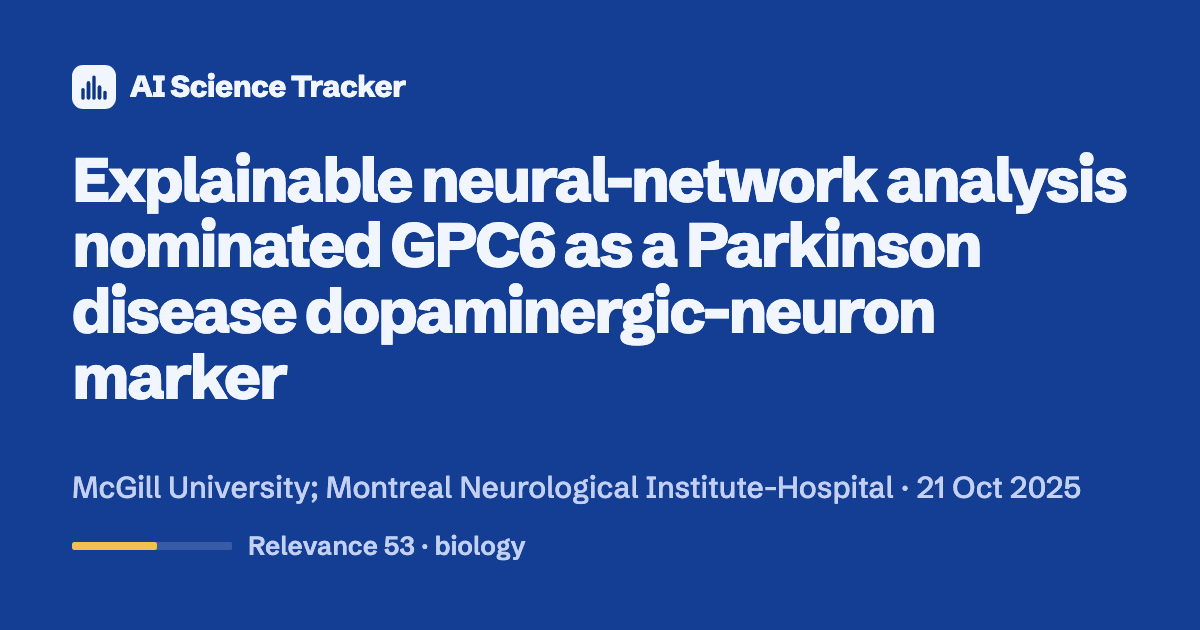 AI Science Tracker
Explainable neural-network analysis
nominated GPC6 as a Parkinson
disease dopaminergic-neuron
marker
McGill University; Montreal Neurological Institute-Hospital · 21 Oct 2025
Relevance 53 · biology